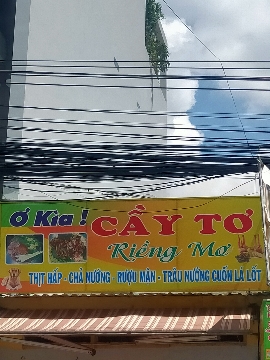 Ơ Kìa !
CẦY TƠ
Riềng Mơ
THỊT HẤP - CHẢ NƯỚNG - RƯỢU MẬN - TRÂU NƯỚNG CUỐN LÁ LỐT